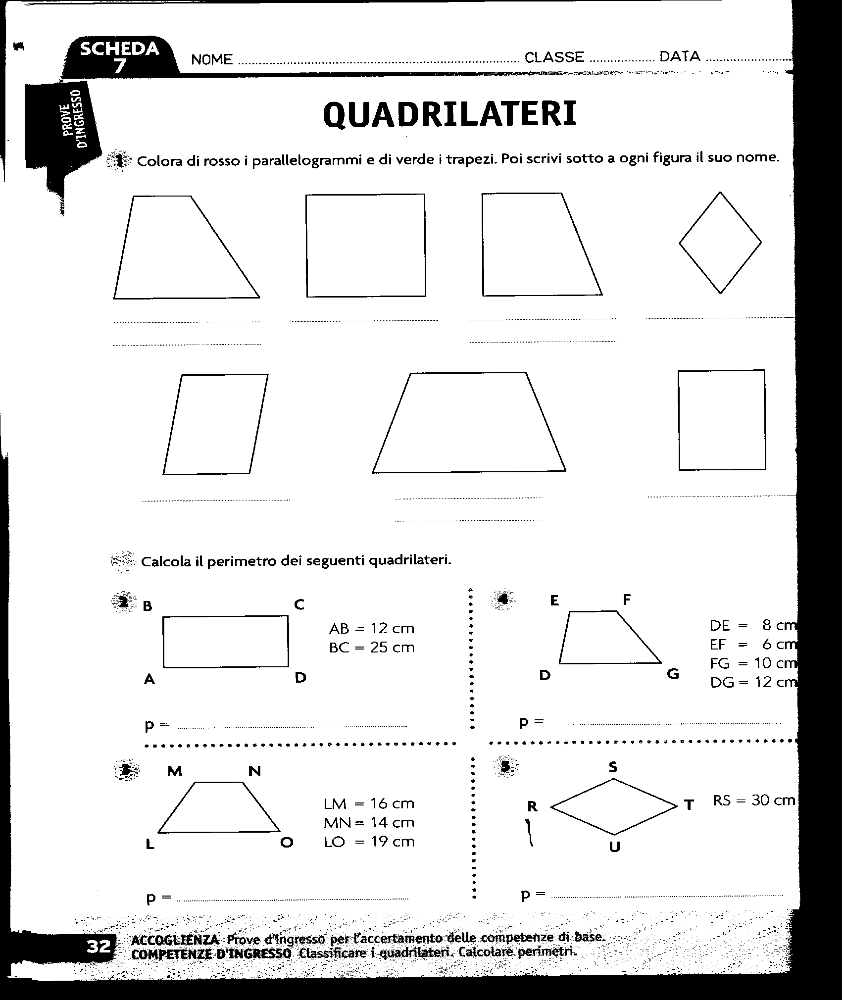 SCHEDA
7
NOME CLASSE DATA
PROVE
D'INGRESSO
QUADRILATERI
1 Colora di rosso i parallelogrammi e di verde i trapezi. Poi scrivi sotto a ogni figura il suo nome.
Calcola il perimetro dei seguenti quadrilateri.
2
B C
A D
AB = 12 cm
BC = 25 cm
p =
4
E F
D G
DE = 8 cm
EF = 6 cm
FG = 10 cm
DG = 12 cm
p =
3
M N
L O
LM = 16 cm
MN = 14 cm
LO = 19 cm
p =
5
S
R T
U
RS = 30 cm
p =
32
ACCOGLIENZA Prove d'ingresso per l'accertamento delle competenze di base.
COMPETENZE D'INGRESSO Classificare i quadrilateri. Calcolare perimetri.